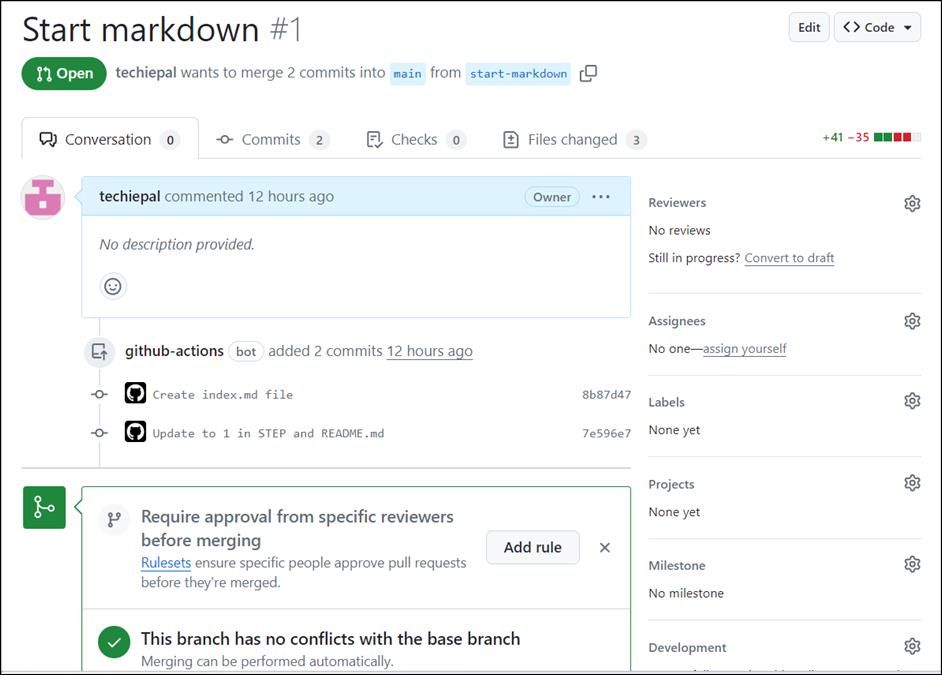 Start markdown #1
Edit
Code
Open
techiepal wants to merge 2 commits into main from start-markdown
Conversation 0
Commits 2
Checks 0
Files changed 3
+41 −35
techiepal commented 12 hours ago
Owner
No description provided.
github-actions bot added 2 commits 12 hours ago
Create index.md file 8b87d47
Update to 1 in STEP and README.md 7e596e7
Require approval from specific reviewers
before merging
Rulesets ensure specific people approve pull requests
before they're merged.
Add rule
This branch has no conflicts with the base branch
Merging can be performed automatically.
Reviewers
No reviews
Still in progress? Convert to draft
Assignees
No one—assign yourself
Labels
None yet
Projects
None yet
Milestone
No milestone
Development